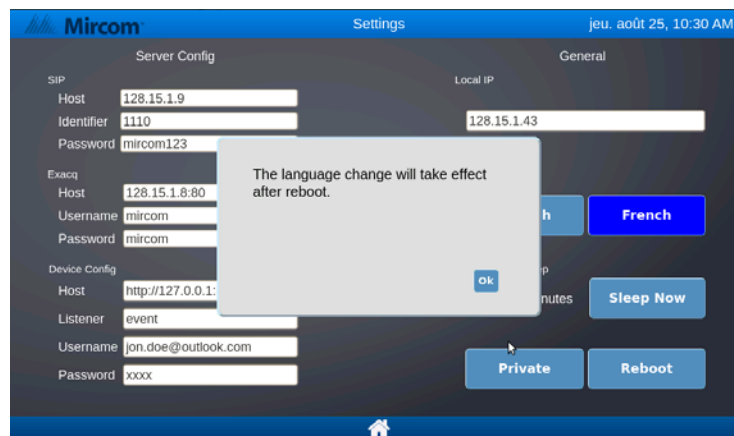 Mircom
Settings
jeu. août 25, 10:30 AM
Server Config
SIP
Host 128.15.1.9
Identifier 1110
Password mircom123
Exacq
Host 128.15.1.8:80
Username mircom
Password mircom
Device Config
Host http://127.0.0.1:
Listener event
Username jon.doe@outlook.com
Password xxxx
General
Local IP
128.15.1.43
French
Sleep Now
Private
Reboot
The language change will take effect
after reboot.
Ok